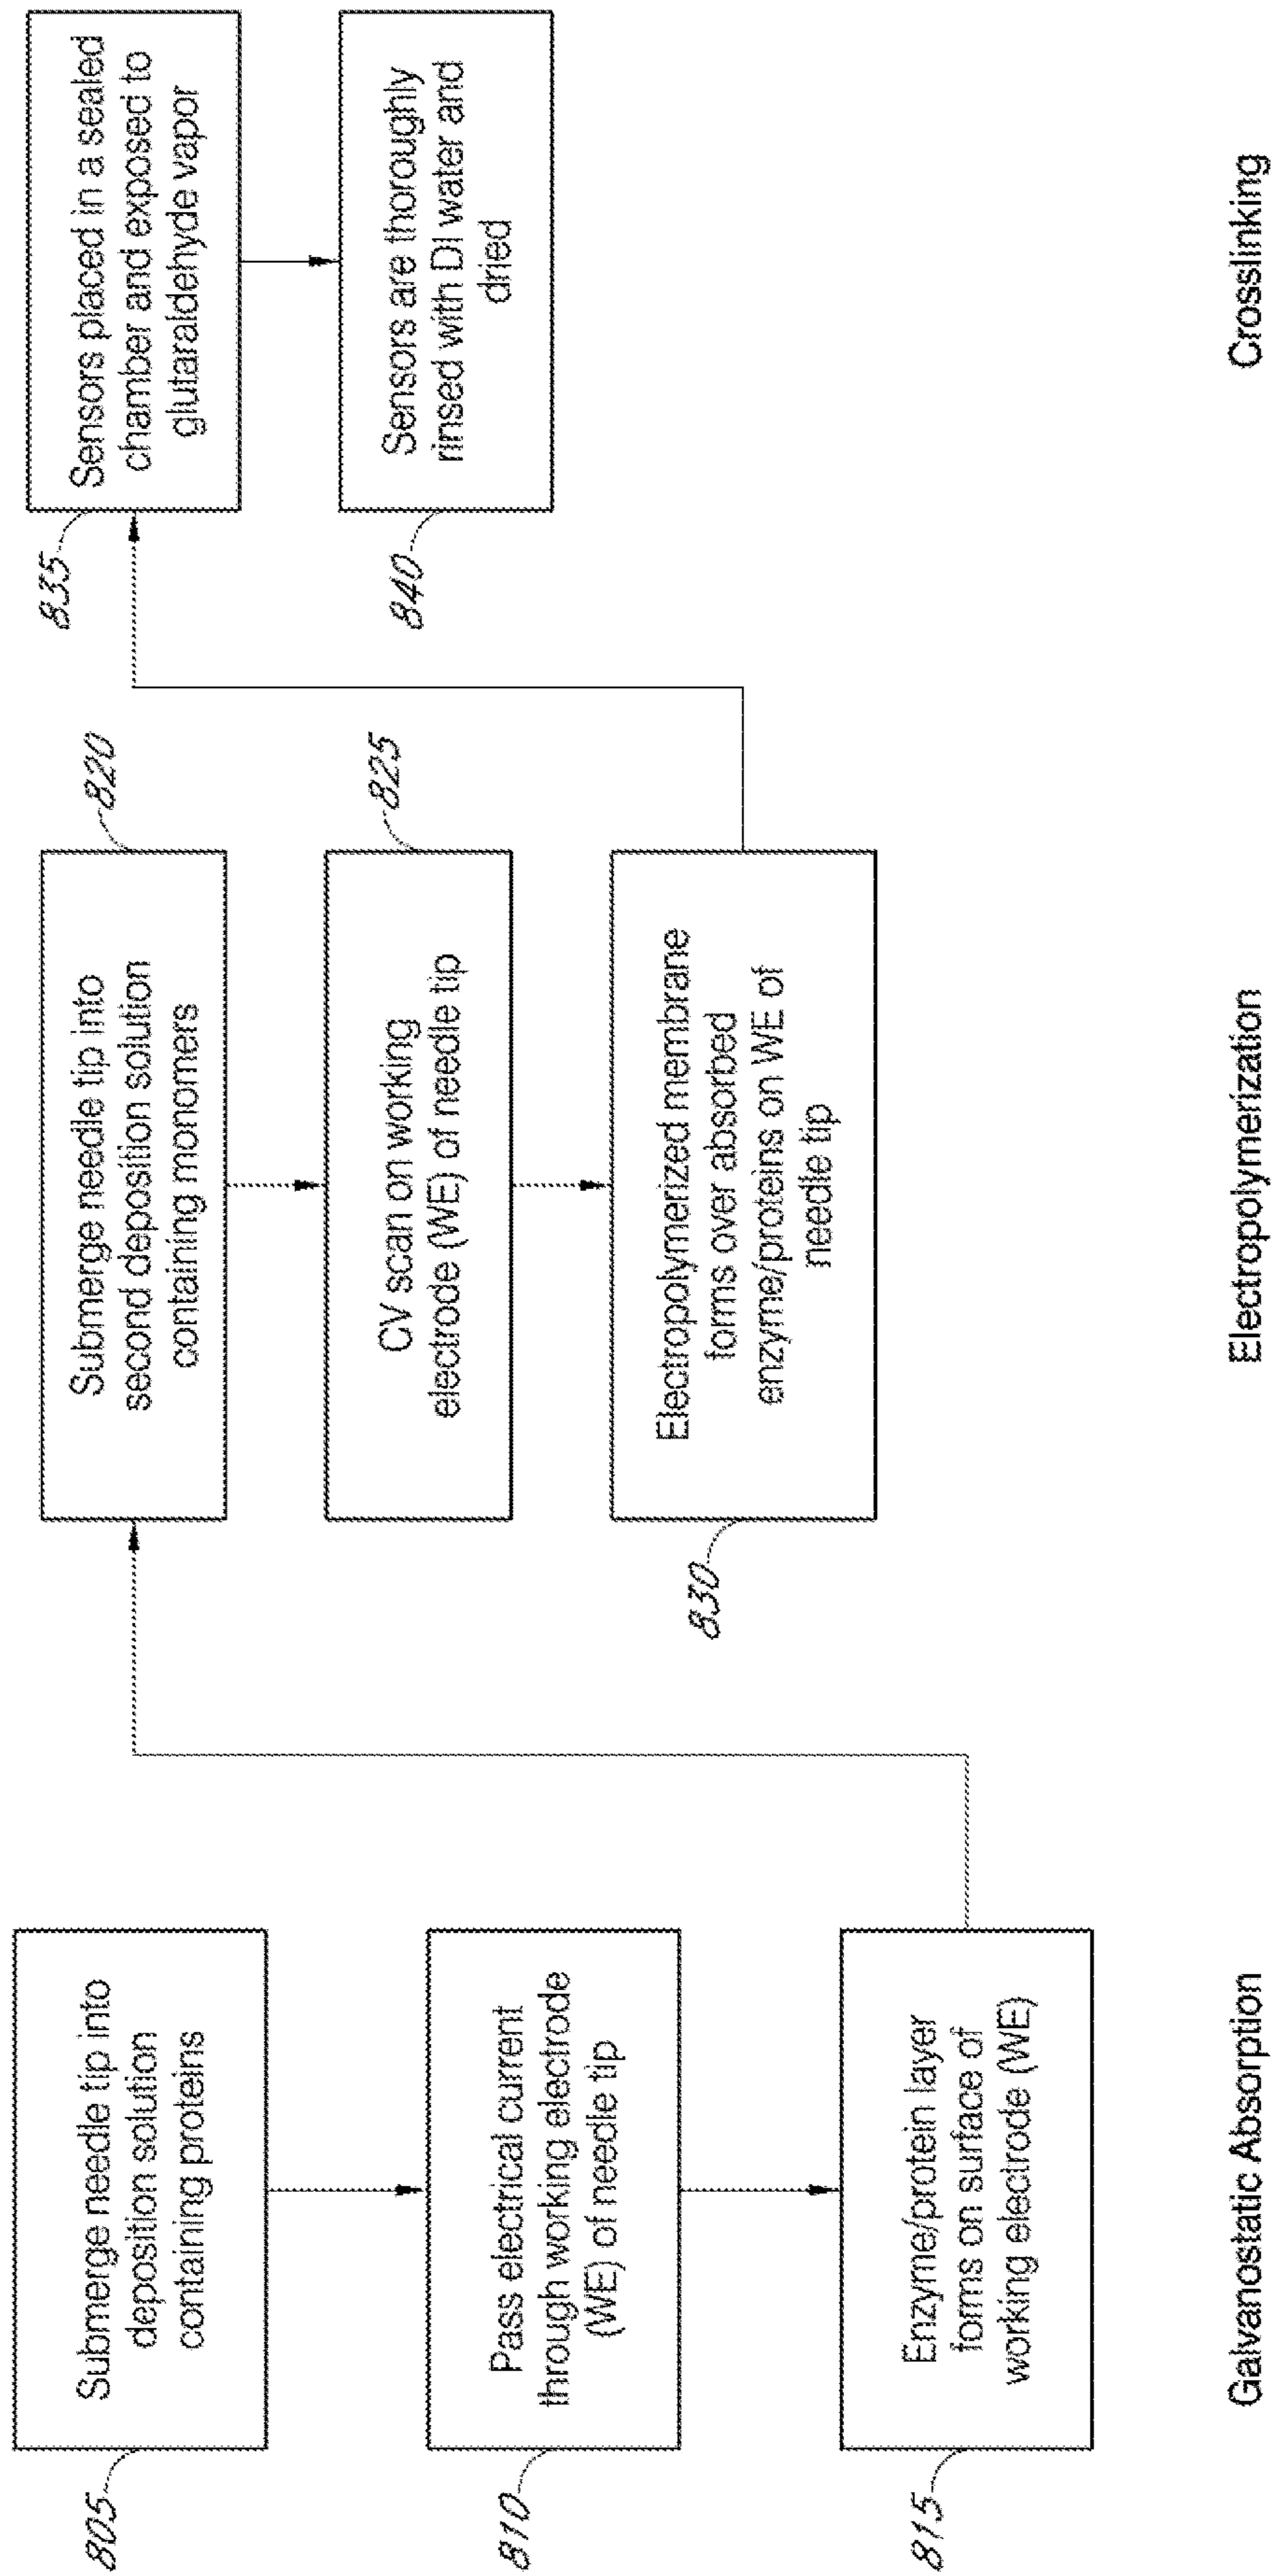 805
Submerge needle tip into
deposition solution
containing proteins
810
Pass electrical current
through working electrode
(WE) of needle tip
815
Enzyme/protein layer
forms on surface of
working electrode (WE)
Galvanostatic Absorption
820
Submerge needle tip into
second deposition solution
containing monomers
825
CV scan on working
electrode (WE) of needle tip
830
Electropolymerized membrane
forms over absorbed
enzyme/proteins on WE of
needle tip
Electropolymerization
835
Sensors placed in a sealed
chamber and exposed to
glutaraldehyde vapor
840
Sensors are thoroughly
rinsed with DI water and
dried
Crosslinking